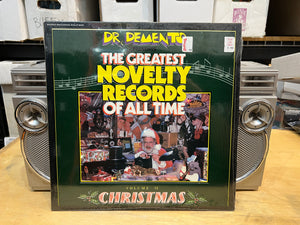 DR. DEMENTO
THE GREATEST
NOVELTY
RECORDS
OF ALL TIME
VOLUME VI
CHRISTMAS